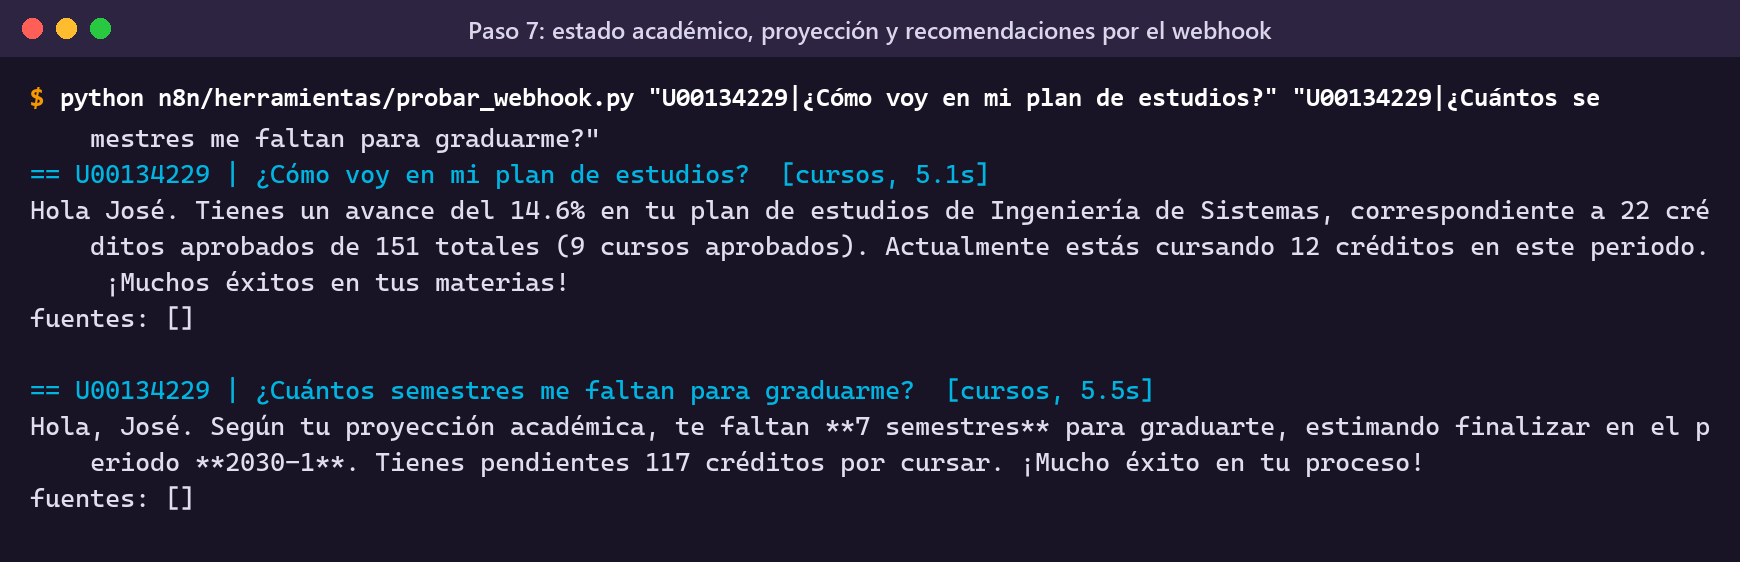 Paso 7: estado académico, proyección y recomendaciones por el webhook
$ python n8n/herramientas/probar_webhook.py "U00134229|¿Cómo voy en mi plan de estudios?" "U00134229|¿Cuántos se
mestres me faltan para graduarme?"
== U00134229 | ¿Cómo voy en mi plan de estudios?  [cursos, 5.1s]
Hola José. Tienes un avance del 14.6% en tu plan de estudios de Ingeniería de Sistemas, correspondiente a 22 cré
ditos aprobados de 151 totales (9 cursos aprobados). Actualmente estás cursando 12 créditos en este periodo.
¡Muchos éxitos en tus materias!
fuentes: []
== U00134229 | ¿Cuántos semestres me faltan para graduarme?  [cursos, 5.5s]
Hola, José. Según tu proyección académica, te faltan **7 semestres** para graduarte, estimando finalizar en el p
eriodo **2030-1**. Tienes pendientes 117 créditos por cursar. ¡Mucho éxito en tu proceso!
fuentes: []